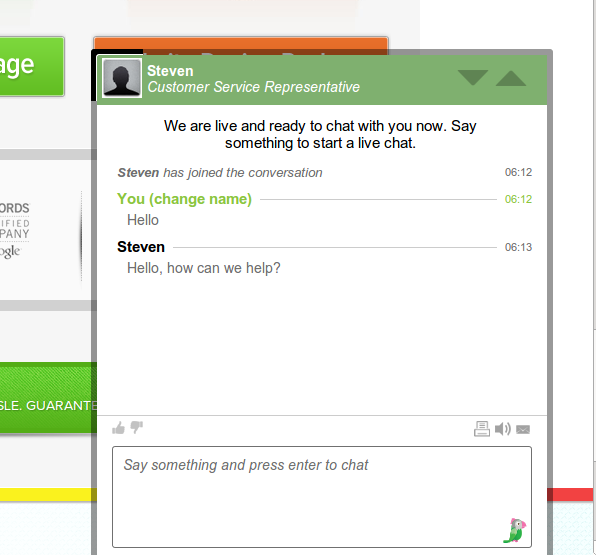 age
Steven
Customer Service Representative
We are live and ready to chat with you now. Say
something to start a live chat.
Steven has joined the conversation 06:12
You (change name) 06:12
Hello
Steven 06:13
Hello, how can we help?
ORDS
IFIED
PANY
ogle
SLE. GUARANTE
Say something and press enter to chat